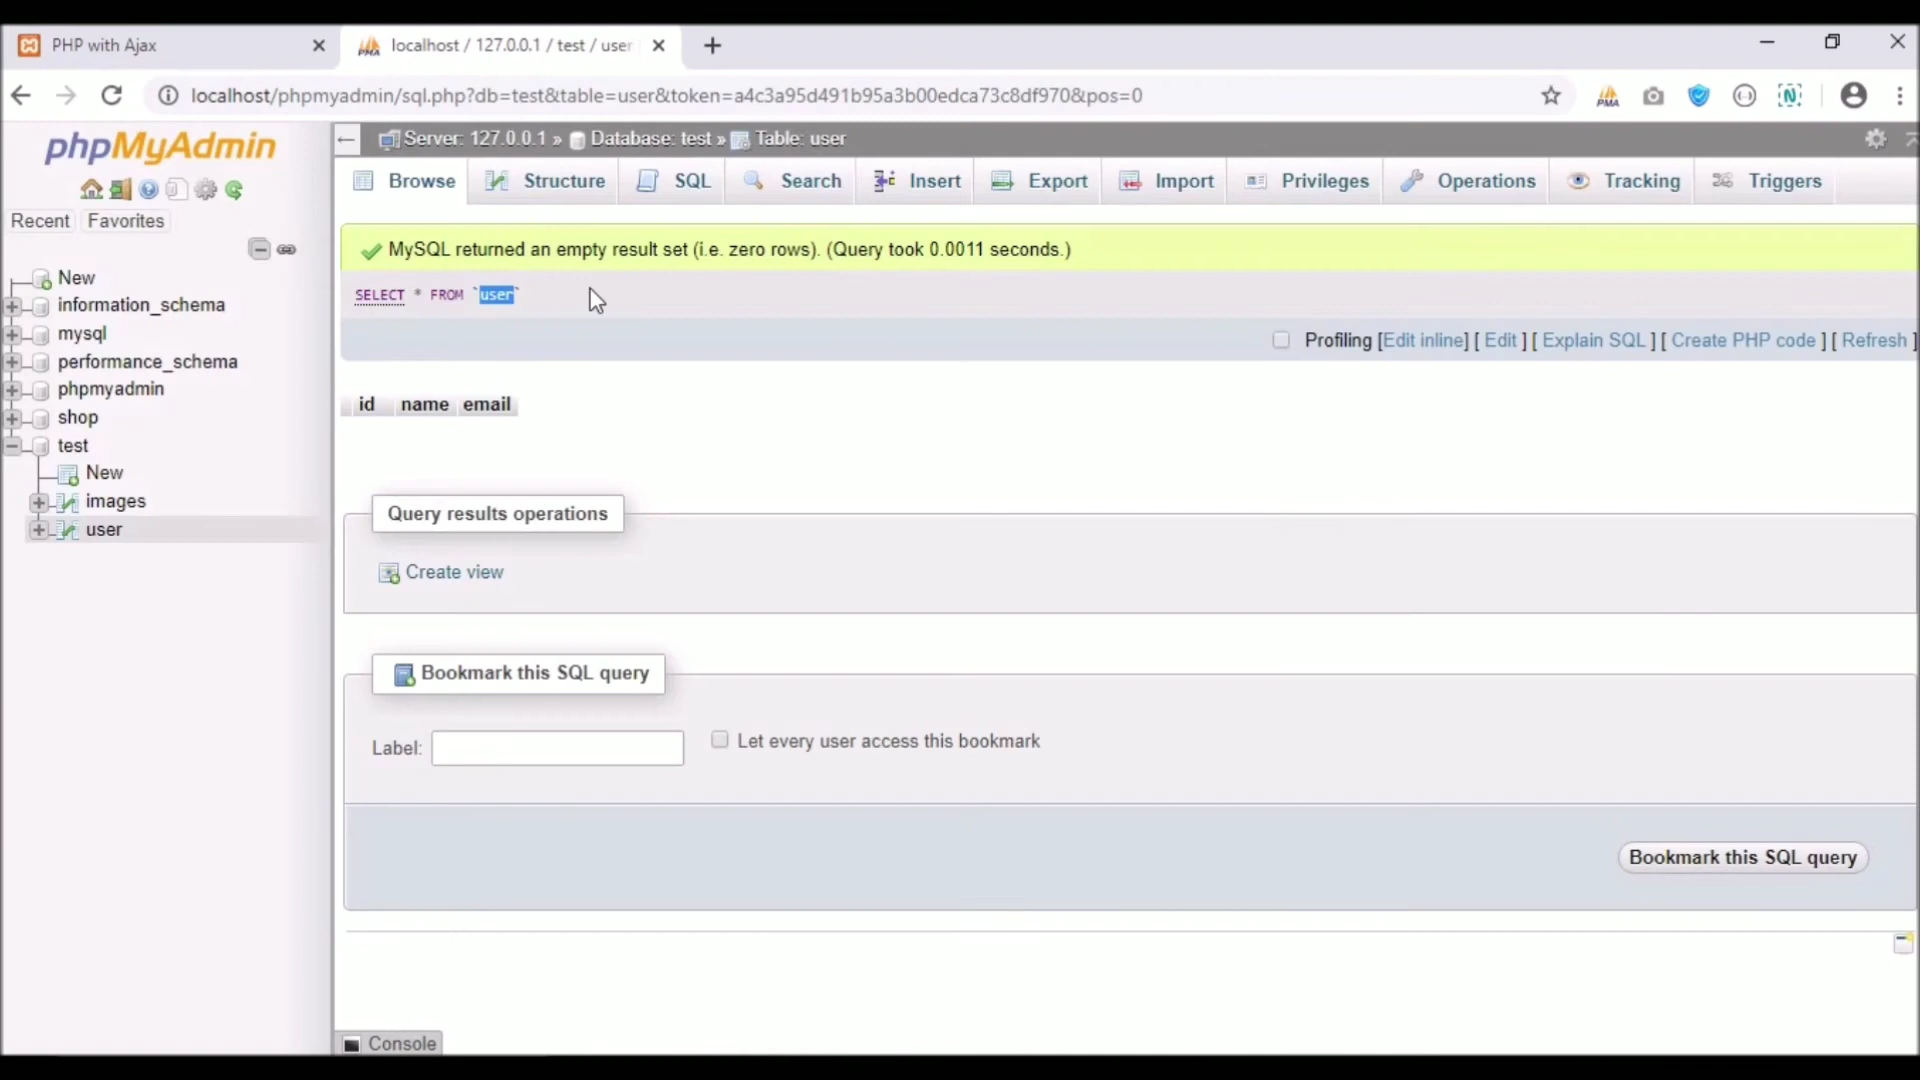 PHP with Ajax
localhost / 127.0.0.1 / test / user
localhost/phpmyadmin/sql.php?db=test&table=user&token=a4c3a95d491b95a3b00edca73c8df970&pos=0
PMA
phpMyAdmin
Recent Favorites
New
information_schema
mysql
performance_schema
phpmyadmin
shop
test
New
images
user
Server: 127.0.0.1 » Database: test » Table: user
Browse Structure SQL Search Insert Export Import Privileges Operations Tracking Triggers
MySQL returned an empty result set (i.e. zero rows). (Query took 0.0011 seconds.)
SELECT * FROM `user`
Profiling [Edit inline] [ Edit ] [ Explain SQL ] [ Create PHP code ] [ Refresh ]
id name email
Query results operations
Create view
Bookmark this SQL query
Label: Let every user access this bookmark
Bookmark this SQL query
Console